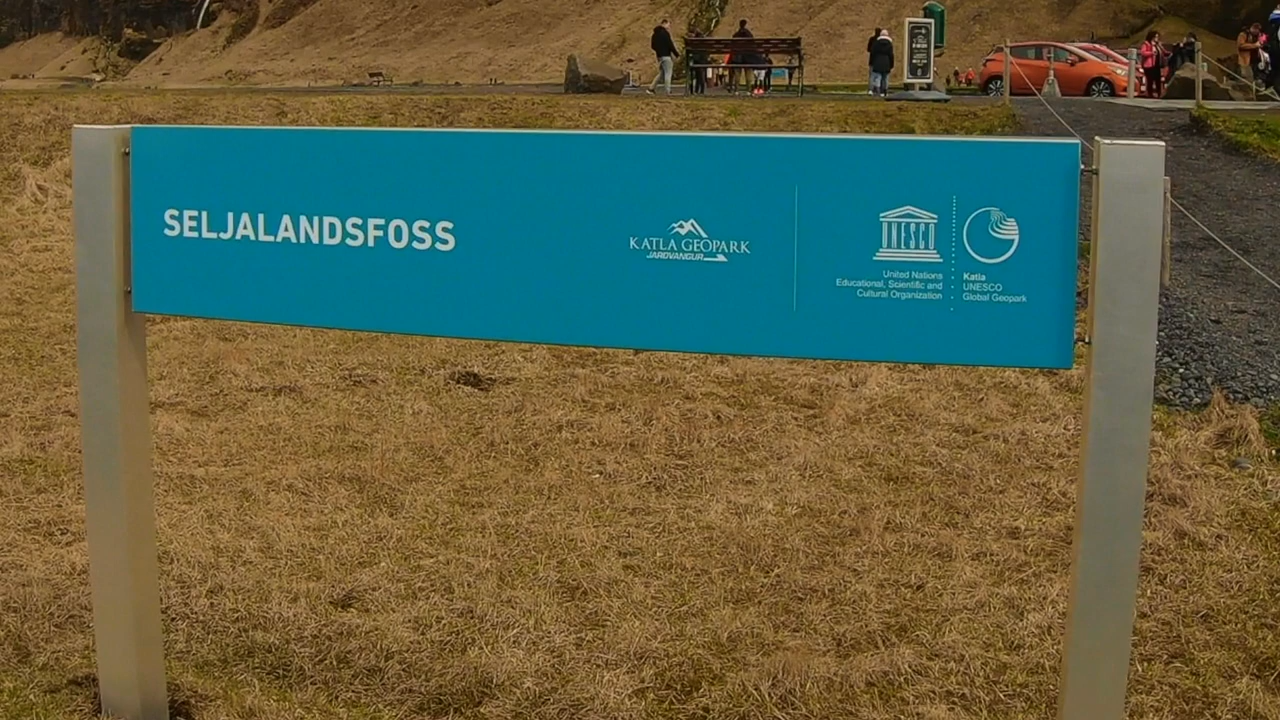 SELJALANDSFOSS
KATLA GEOPARK
JARÐVANGUR
UNESCO
United Nations
Educational, Scientific and
Cultural Organization
Katla
UNESCO
Global Geopark